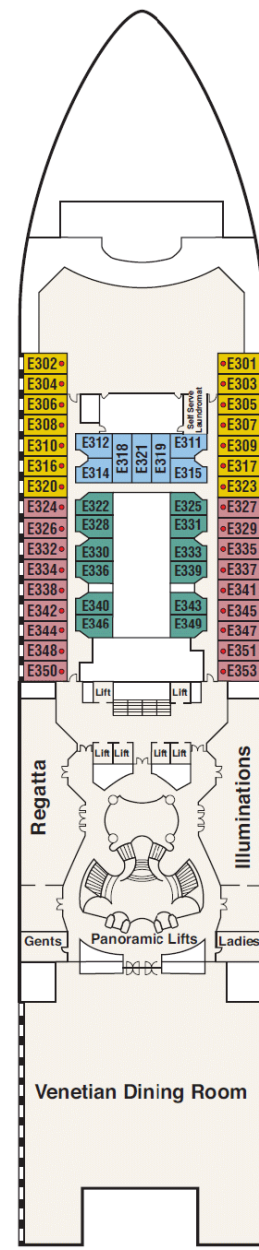 E302
E304
E306
E308
E310
E316
E320
E324
E326
E332
E334
E338
E342
E344
E348
E350
Self Serve
Laundromat
E312
E314
E318
E321
E319
E311
E315
E322
E328
E330
E336
E340
E346
E325
E331
E333
E339
E343
E349
E301
E303
E305
E307
E309
E317
E323
E327
E329
E335
E337
E341
E345
E347
E351
E353
Lift
Lift
Lift
Lift
Lift
Lift
Regatta
Illuminations
Gents
Panoramic Lifts
Ladies
Venetian Dining Room